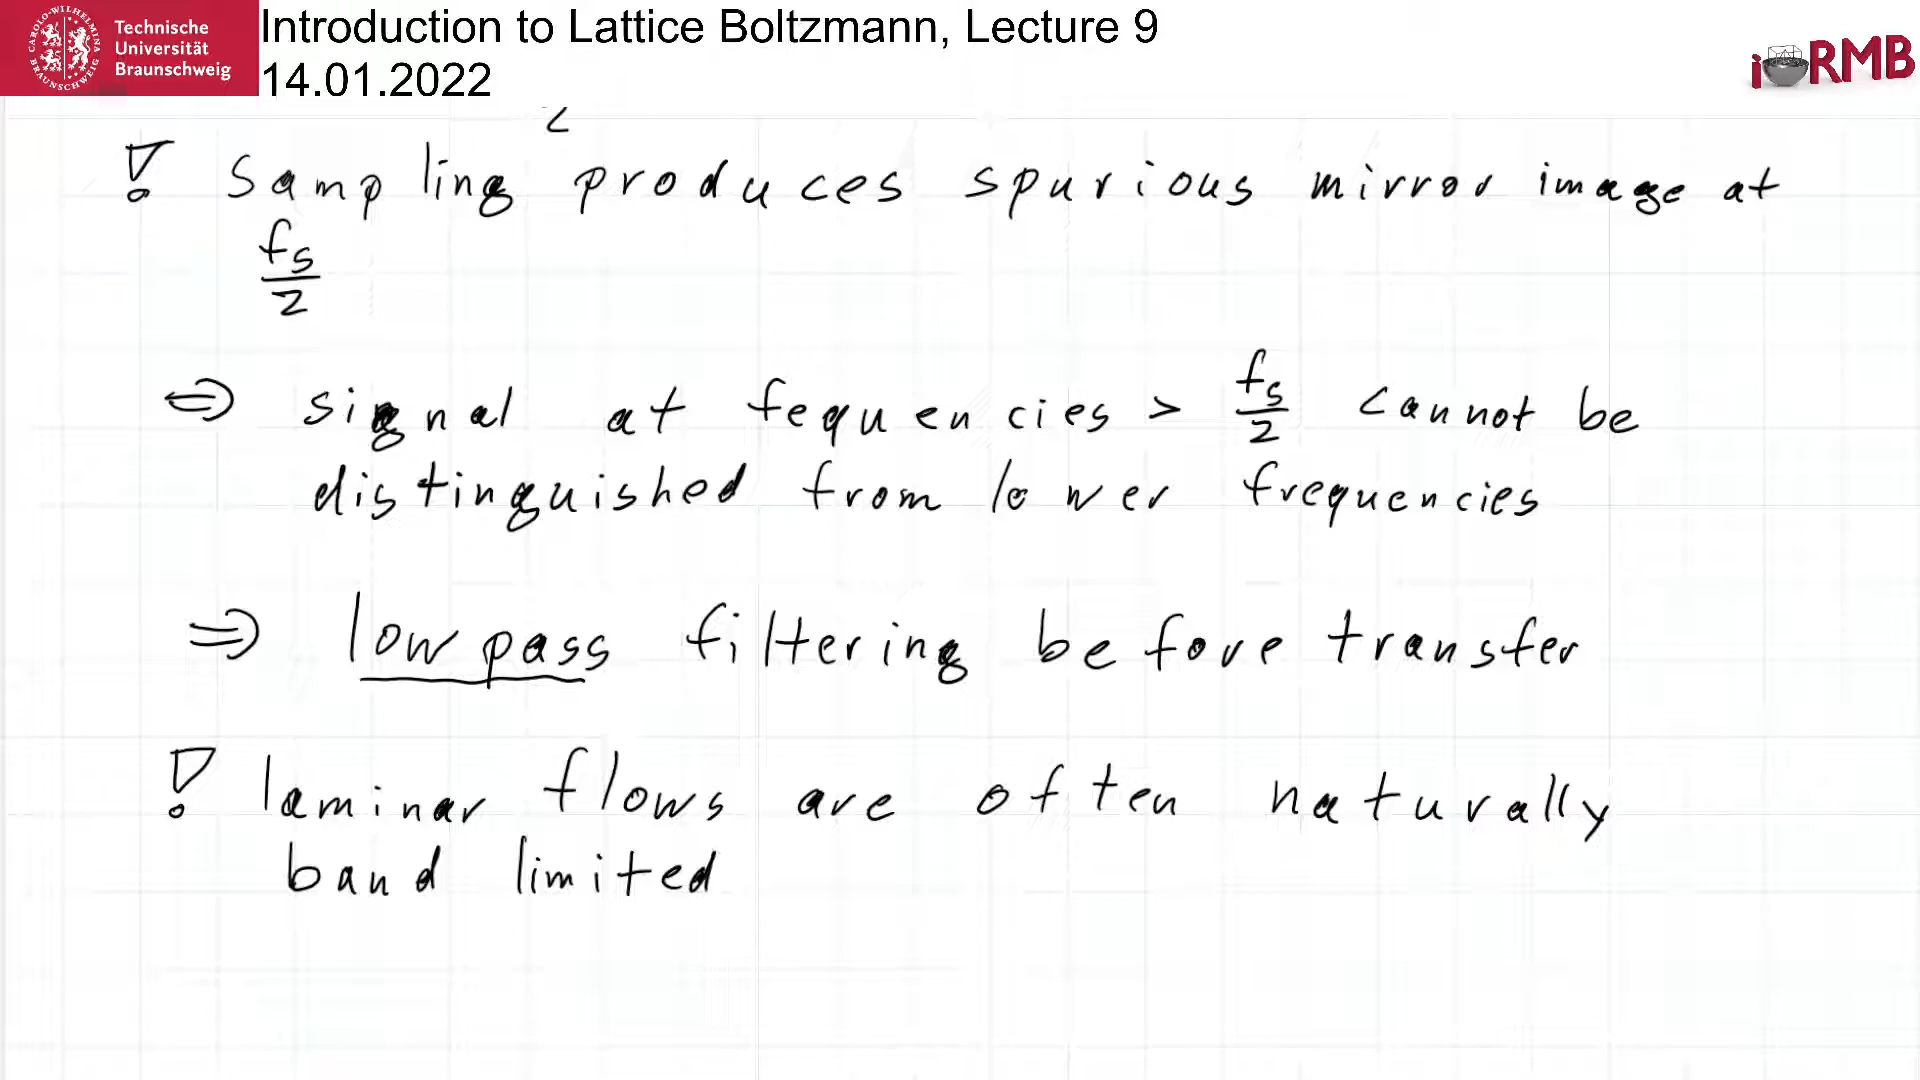 Technische
Universität
Braunschweig
Introduction to Lattice Boltzmann, Lecture 9
14.01.2022
iRMB
! Sampling produces spurious mirror image at
fs/2
⇔ signal at fequencies > fs/2 cannot be
distinguished from lower frequencies
⇒ low pass filtering before transfer
! laminar flows are often naturally
band limited